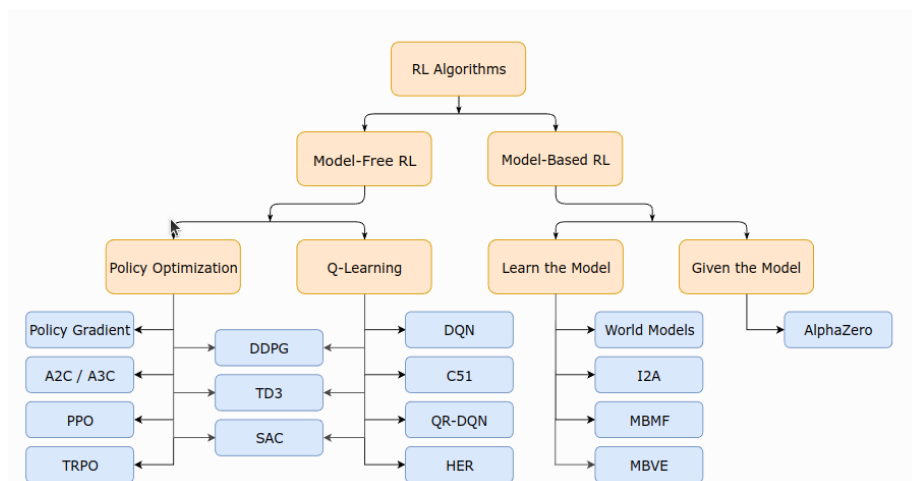 RL Algorithms
Model-Free RL
Model-Based RL
Policy Optimization
Q-Learning
Learn the Model
Given the Model
Policy Gradient
DDPG
DQN
World Models
AlphaZero
A2C / A3C
TD3
C51
I2A
PPO
SAC
QR-DQN
MBMF
TRPO
HER
MBVE